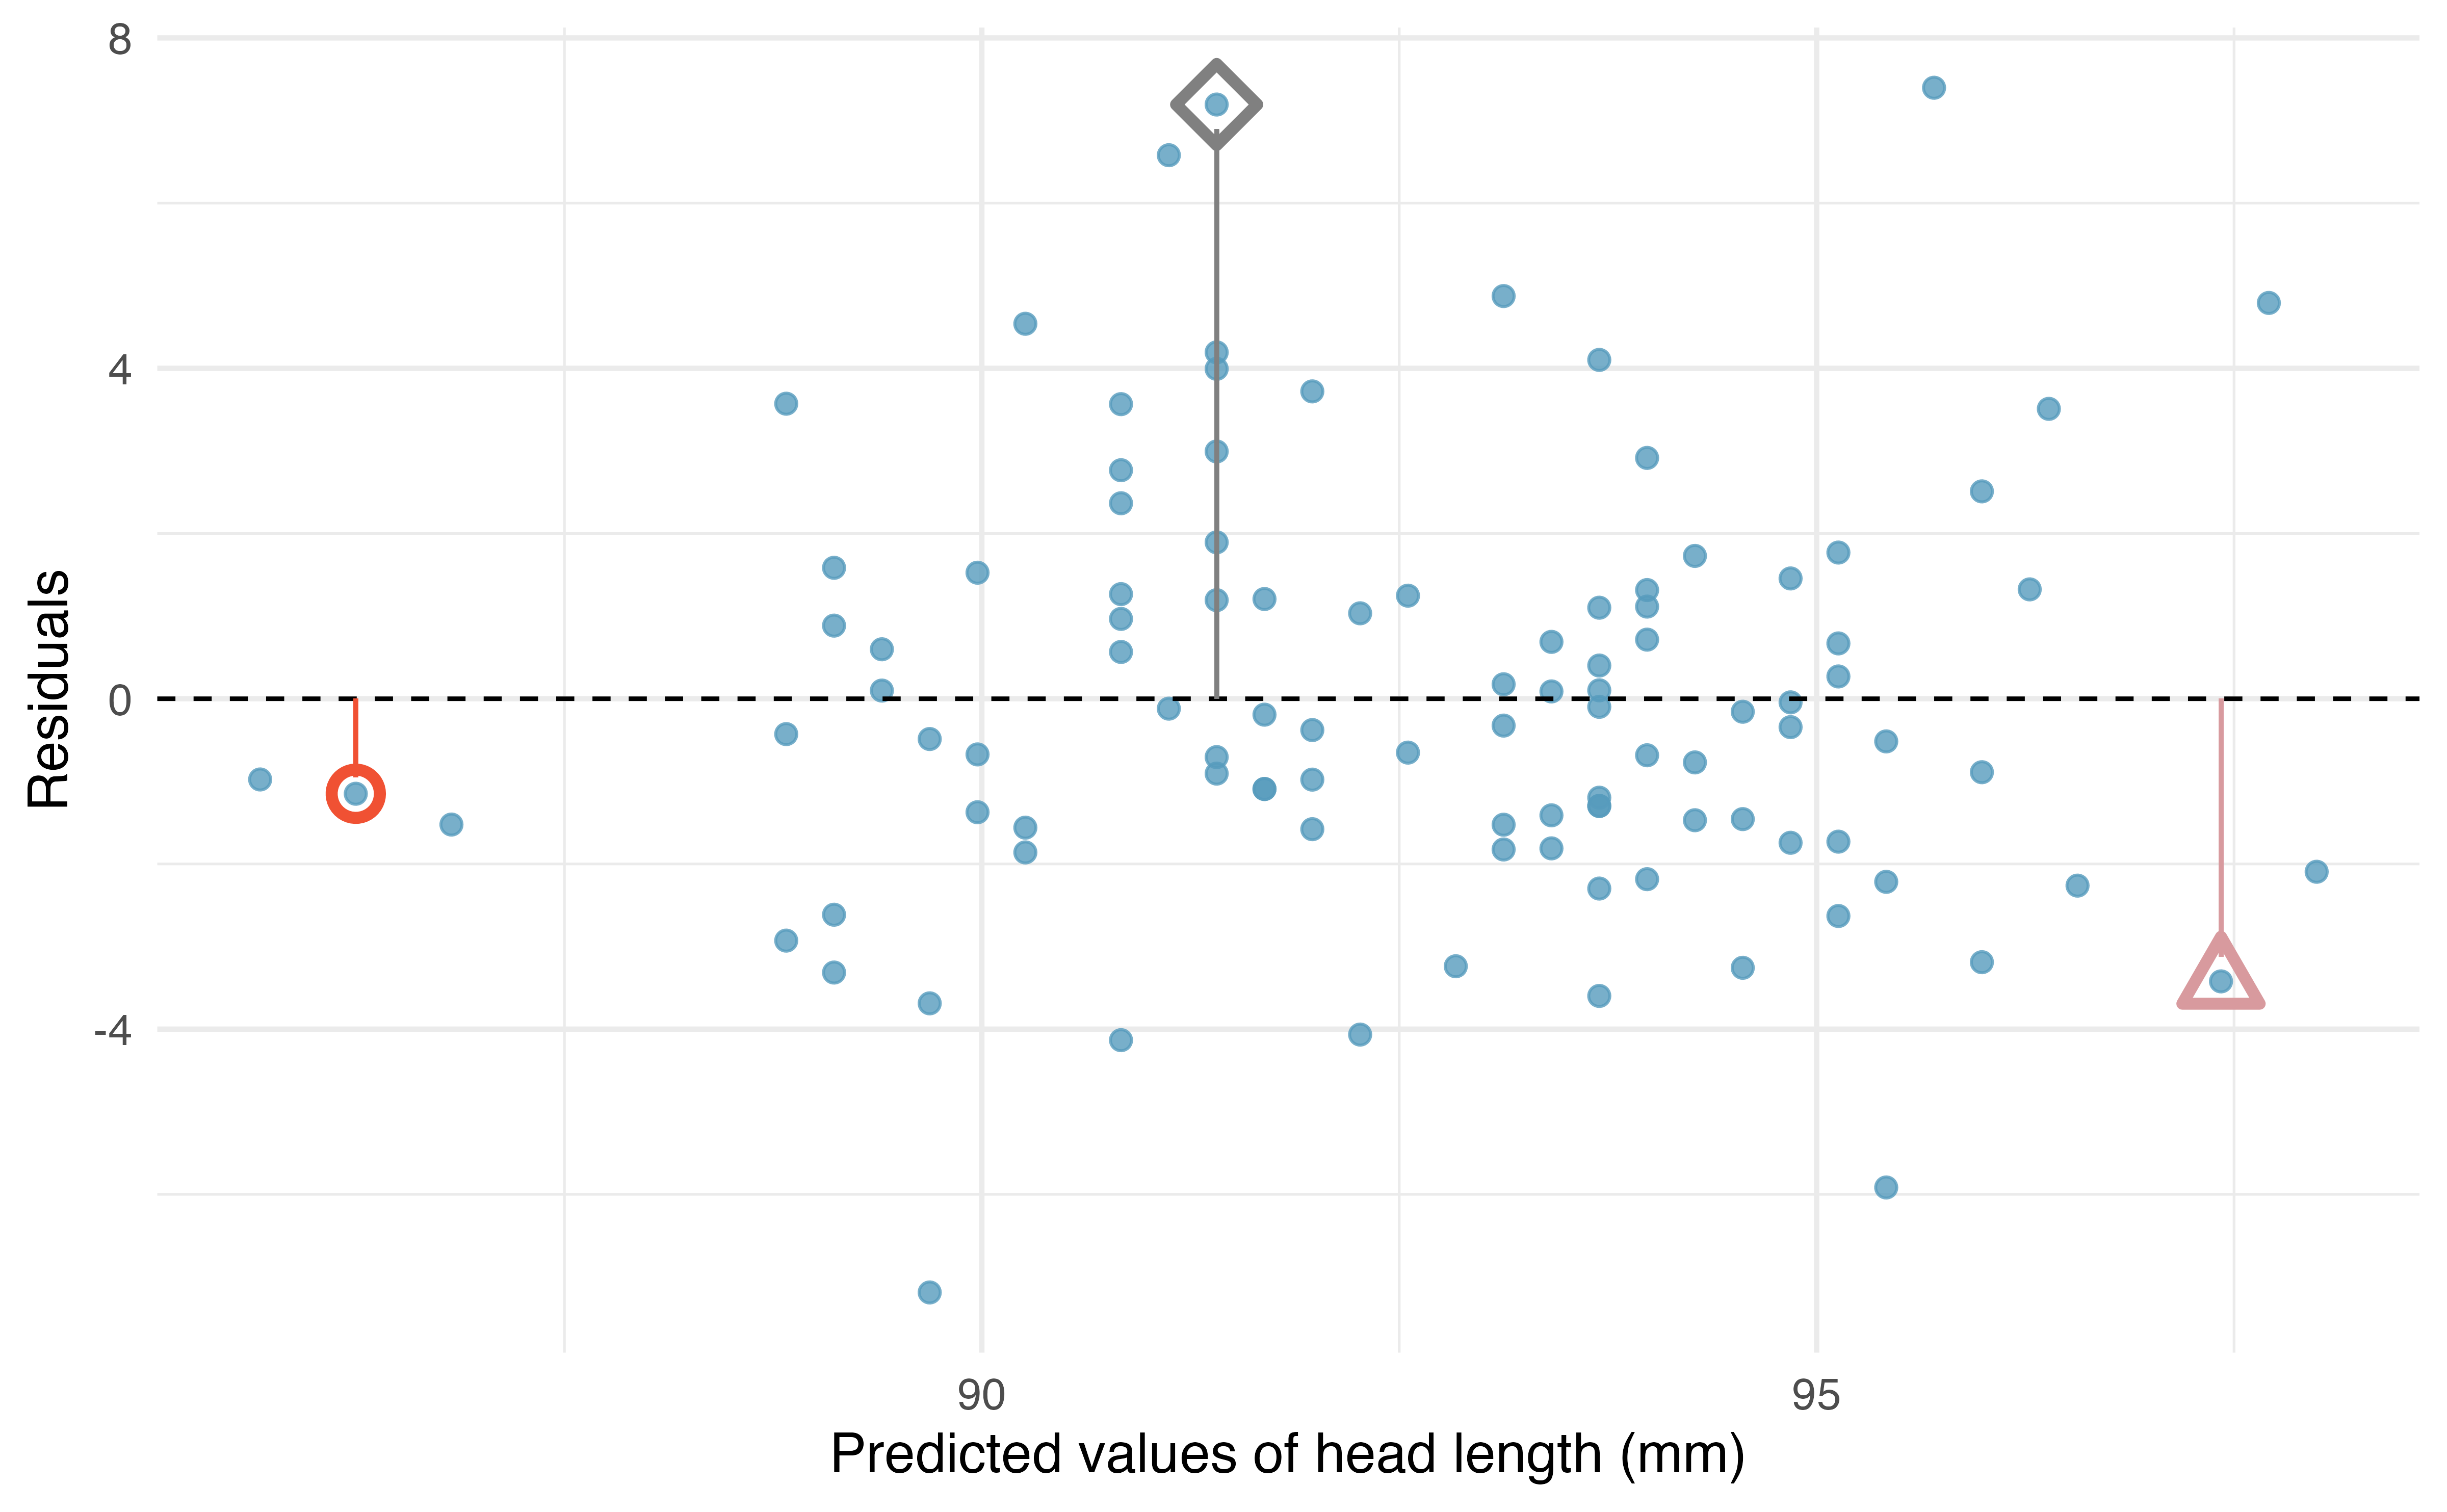 8
4
0
-4
Residuals
90 95
Predicted values of head length (mm)